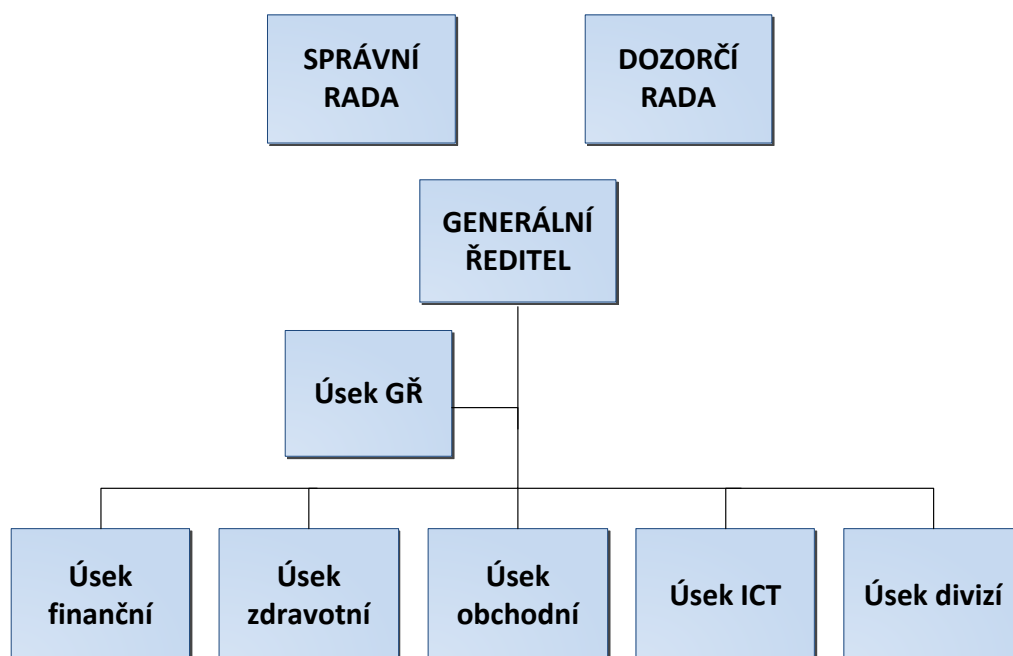 SPRÁVNÍ
RADA
DOZORČÍ
RADA
GENERÁLNÍ
ŘEDITEL
Úsek GŘ
Úsek
finanční
Úsek
zdravotní
Úsek
obchodní
Úsek ICT
Úsek divizí